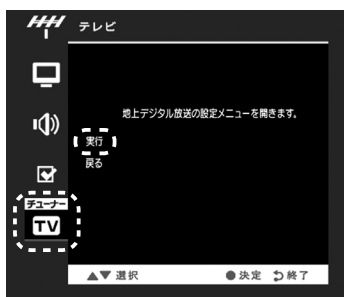 テレビ
地上デジタル放送の設定メニューを開きます。
実行
戻る
チューナー
TV
▲▼ 選択 ●決定 ⮌終了